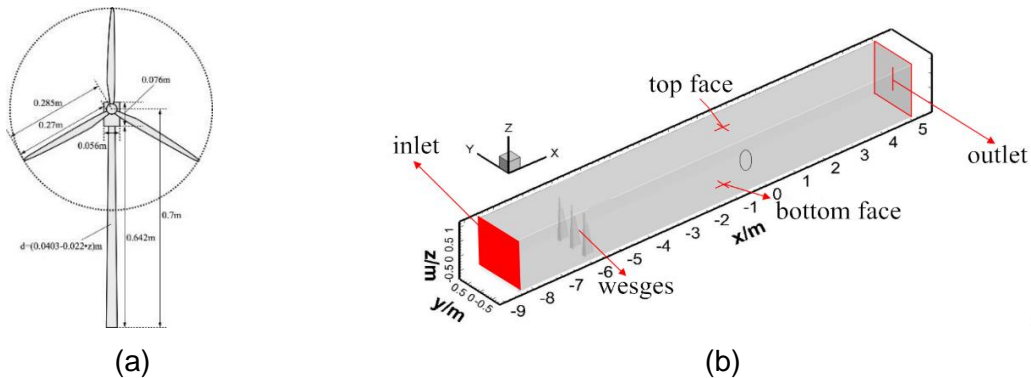 0.076m
0.285m
0.27m
0.056m
0.7m
d=(0.0403-0.022•z)m
0.642m
(a)
top face
inlet
Z
Y
X
outlet
bottom face
wesges
z/m
-0.5 0 0.5 1
y/m
0.5 0 -0.5
x/m
-9 -8 -7 -6 -5 -4 -3 -2 -1 0 1 2 3 4 5
(b)